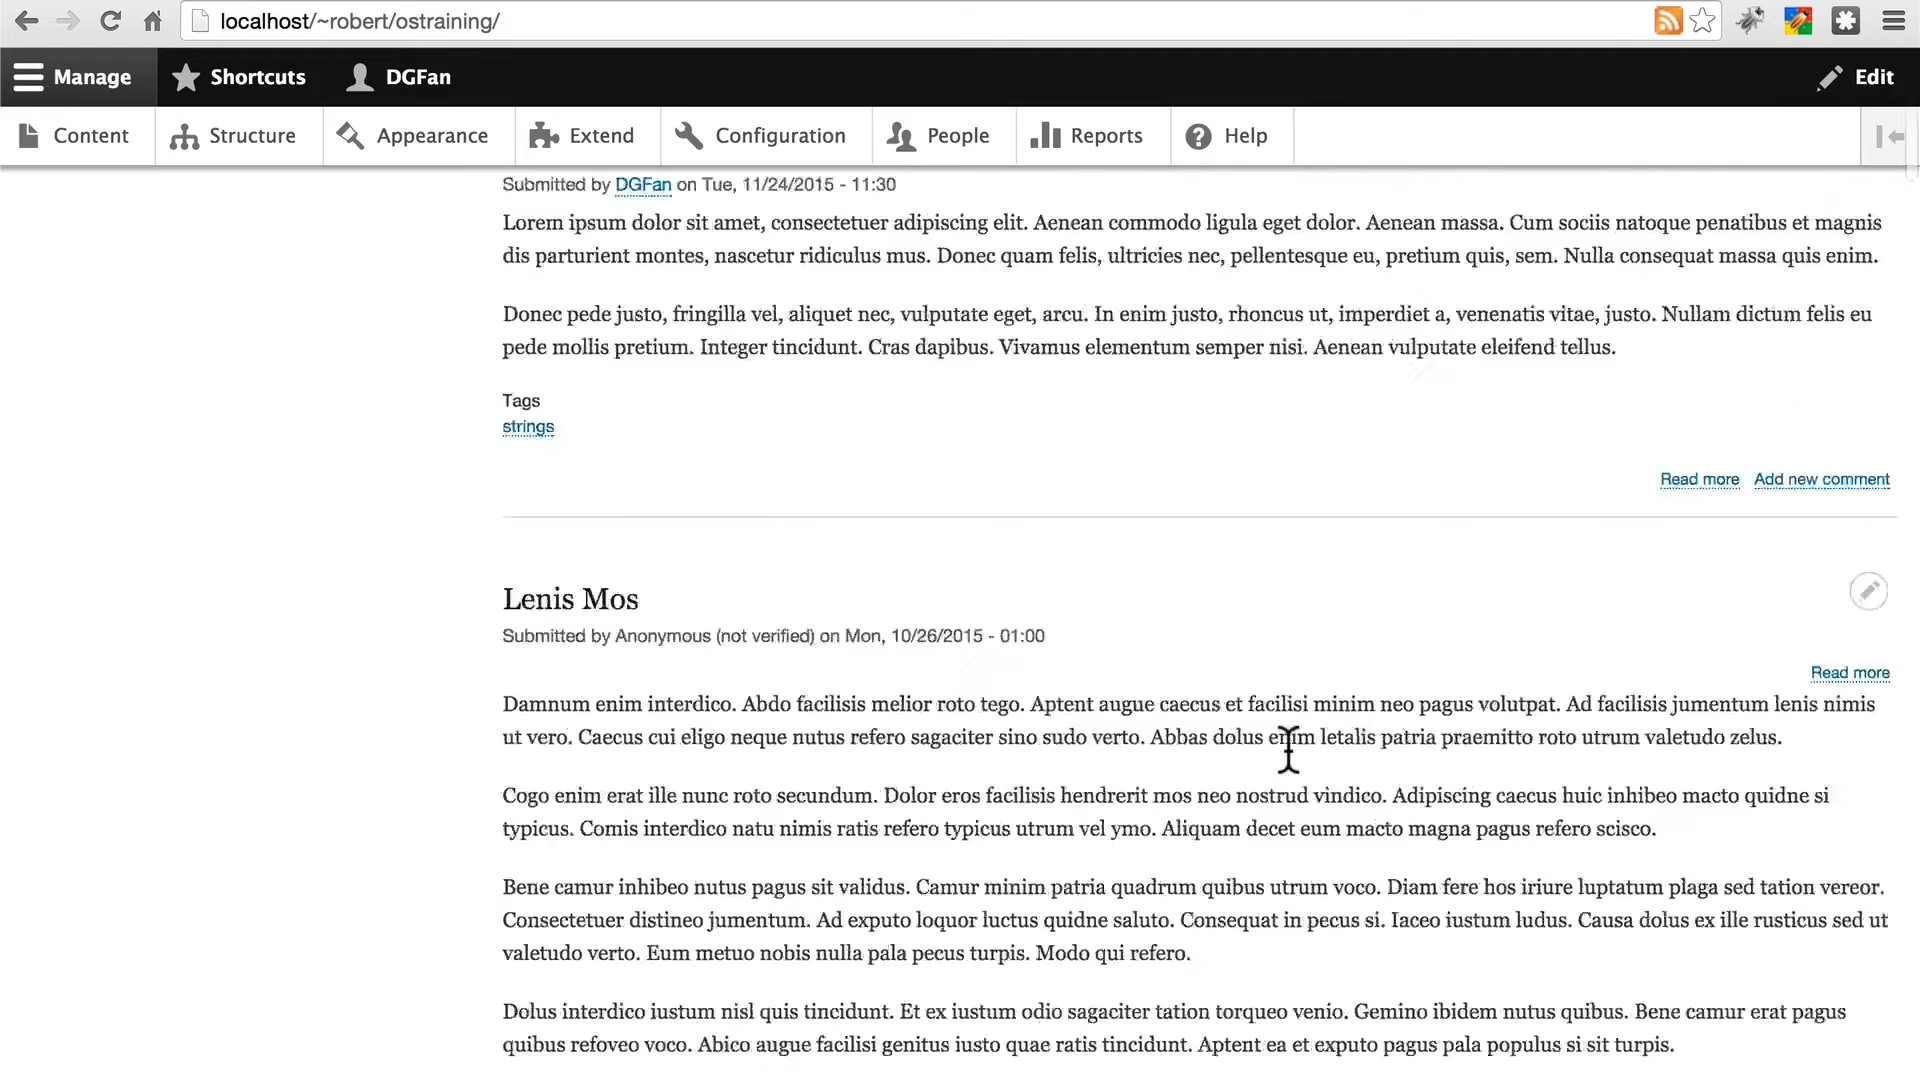 localhost/~robert/ostraining/
Manage Shortcuts DGFan Edit
Content Structure Appearance Extend Configuration People Reports Help
Submitted by DGFan on Tue, 11/24/2015 - 11:30
Lorem ipsum dolor sit amet, consectetuer adipiscing elit. Aenean commodo ligula eget dolor. Aenean massa. Cum sociis natoque penatibus et magnis
dis parturient montes, nascetur ridiculus mus. Donec quam felis, ultricies nec, pellentesque eu, pretium quis, sem. Nulla consequat massa quis enim.
Donec pede justo, fringilla vel, aliquet nec, vulputate eget, arcu. In enim justo, rhoncus ut, imperdiet a, venenatis vitae, justo. Nullam dictum felis eu
pede mollis pretium. Integer tincidunt. Cras dapibus. Vivamus elementum semper nisi. Aenean vulputate eleifend tellus.
Tags
strings
Read more Add new comment
Lenis Mos
Submitted by Anonymous (not verified) on Mon, 10/26/2015 - 01:00
Read more
Damnum enim interdico. Abdo facilisis melior roto tego. Aptent augue caecus et facilisi minim neo pagus volutpat. Ad facilisis jumentum lenis nimis
ut vero. Caecus cui eligo neque nutus refero sagaciter sino sudo verto. Abbas dolus enim letalis patria praemitto roto utrum valetudo zelus.
Cogo enim erat ille nunc roto secundum. Dolor eros facilisis hendrerit mos neo nostrud vindico. Adipiscing caecus huic inhibeo macto quidne si
typicus. Comis interdico natu nimis ratis refero typicus utrum vel ymo. Aliquam decet eum macto magna pagus refero scisco.
Bene camur inhibeo nutus pagus sit validus. Camur minim patria quadrum quibus utrum voco. Diam fere hos iriure luptatum plaga sed tation vereor.
Consectetuer distineo jumentum. Ad exputo loquor luctus quidne saluto. Consequat in pecus si. Iaceo iustum ludus. Causa dolus ex ille rusticus sed ut
valetudo verto. Eum metuo nobis nulla pala pecus turpis. Modo qui refero.
Dolus interdico iustum nisl quis tincidunt. Et ex iustum odio sagaciter tation torqueo venio. Gemino ibidem nutus quibus. Bene camur erat pagus
quibus refoveo voco. Abico augue facilisi genitus iusto quae ratis tincidunt. Aptent ea et exputo pagus pala populus si sit turpis.